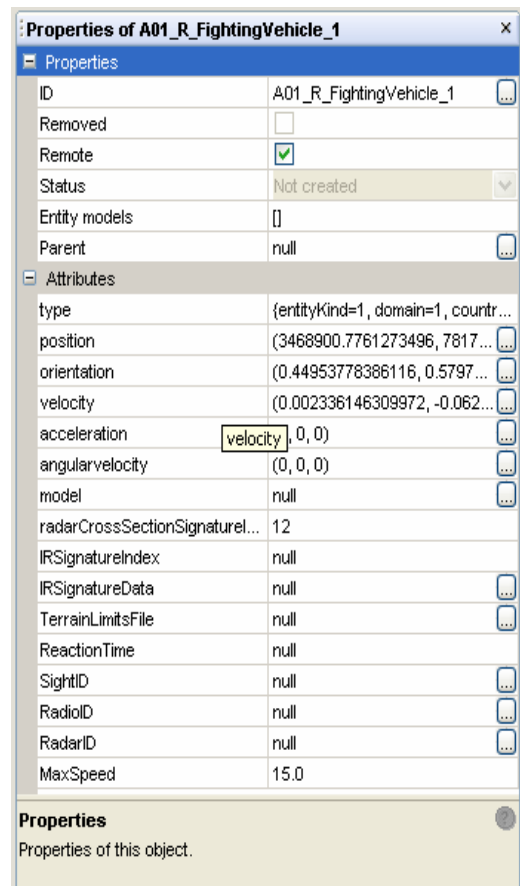 Properties of A01_R_FightingVehicle_1 ×
Properties
ID A01_R_FightingVehicle_1 ...
Removed
Remote
Status Not created
Entity models []
Parent null ...
Attributes
type {entityKind=1, domain=1, countr...
position (3468900.7761273496, 7817... ...
orientation (0.44953778386116, 0.5797... ...
velocity (0.002336146309972, -0.062... ...
acceleration velocity , 0, 0) ...
angularvelocity (0, 0, 0) ...
model null ...
radarCrossSectionSignatureI... 12
IRSignatureIndex null
IRSignatureData null ...
TerrainLimitsFile null ...
ReactionTime null
SightID null ...
RadioID null ...
RadarID null ...
MaxSpeed 15.0
Properties ?
Properties of this object.